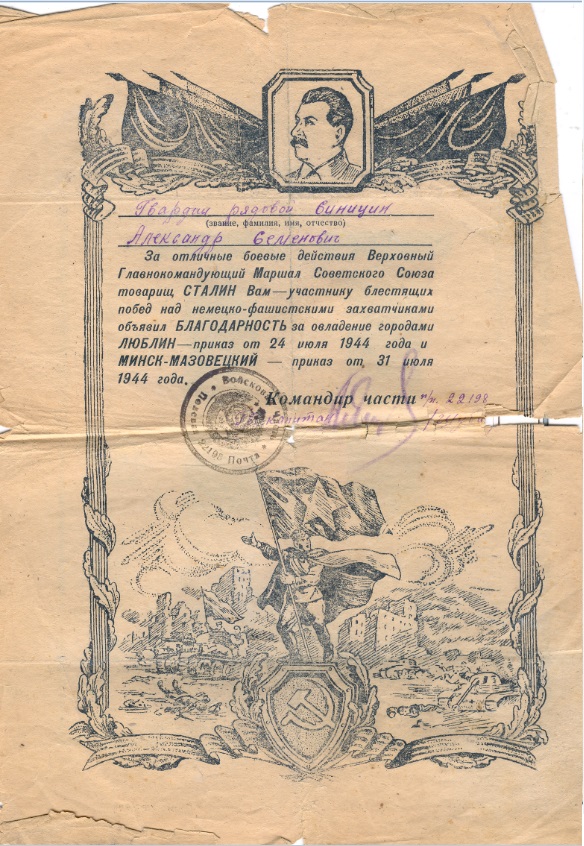 Гвардии рядовой Синицин
(звание, фамилия, имя, отчество)
Александр Семенович
За отличные боевые действия Верховный
Главнокомандующий Маршал Советского Союза
товарищ СТАЛИН Вам—участнику блестящих
побед над немецко-фашистскими захватчиками
объявил БЛАГОДАРНОСТЬ за овладение городами
ЛЮБЛИН—приказ от 24 июля 1944 года и
МИНСК-МАЗОВЕЦКИЙ — приказ от, 31 июля
1944 года.
Командир части п/п. 22198
Войсковая
Полевая
Почта